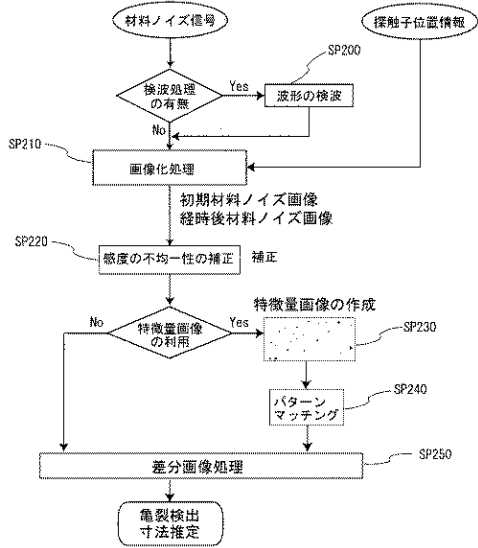 材料ノイズ信号
探触子位置情報
SP200
検波処理
の有無
Yes
波形の検波
No
SP210
画像化処理
初期材料ノイズ画像
経時後材料ノイズ画像
SP220
感度の不均一性の補正
補正
特徴量画像の作成
No
特徴量画像
の利用
Yes
SP230
SP240
パターン
マッチング
SP250
差分画像処理
亀裂検出
寸法推定